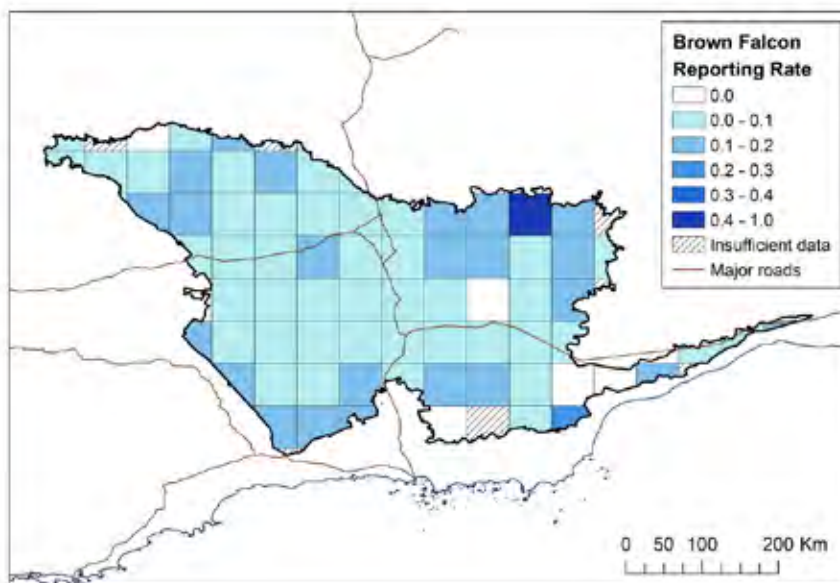 Brown Falcon
Reporting Rate
0.0
0.0 - 0.1
0.1 - 0.2
0.2 - 0.3
0.3 - 0.4
0.4 - 1.0
Insufficient data
Major roads
0 50 100 200 Km